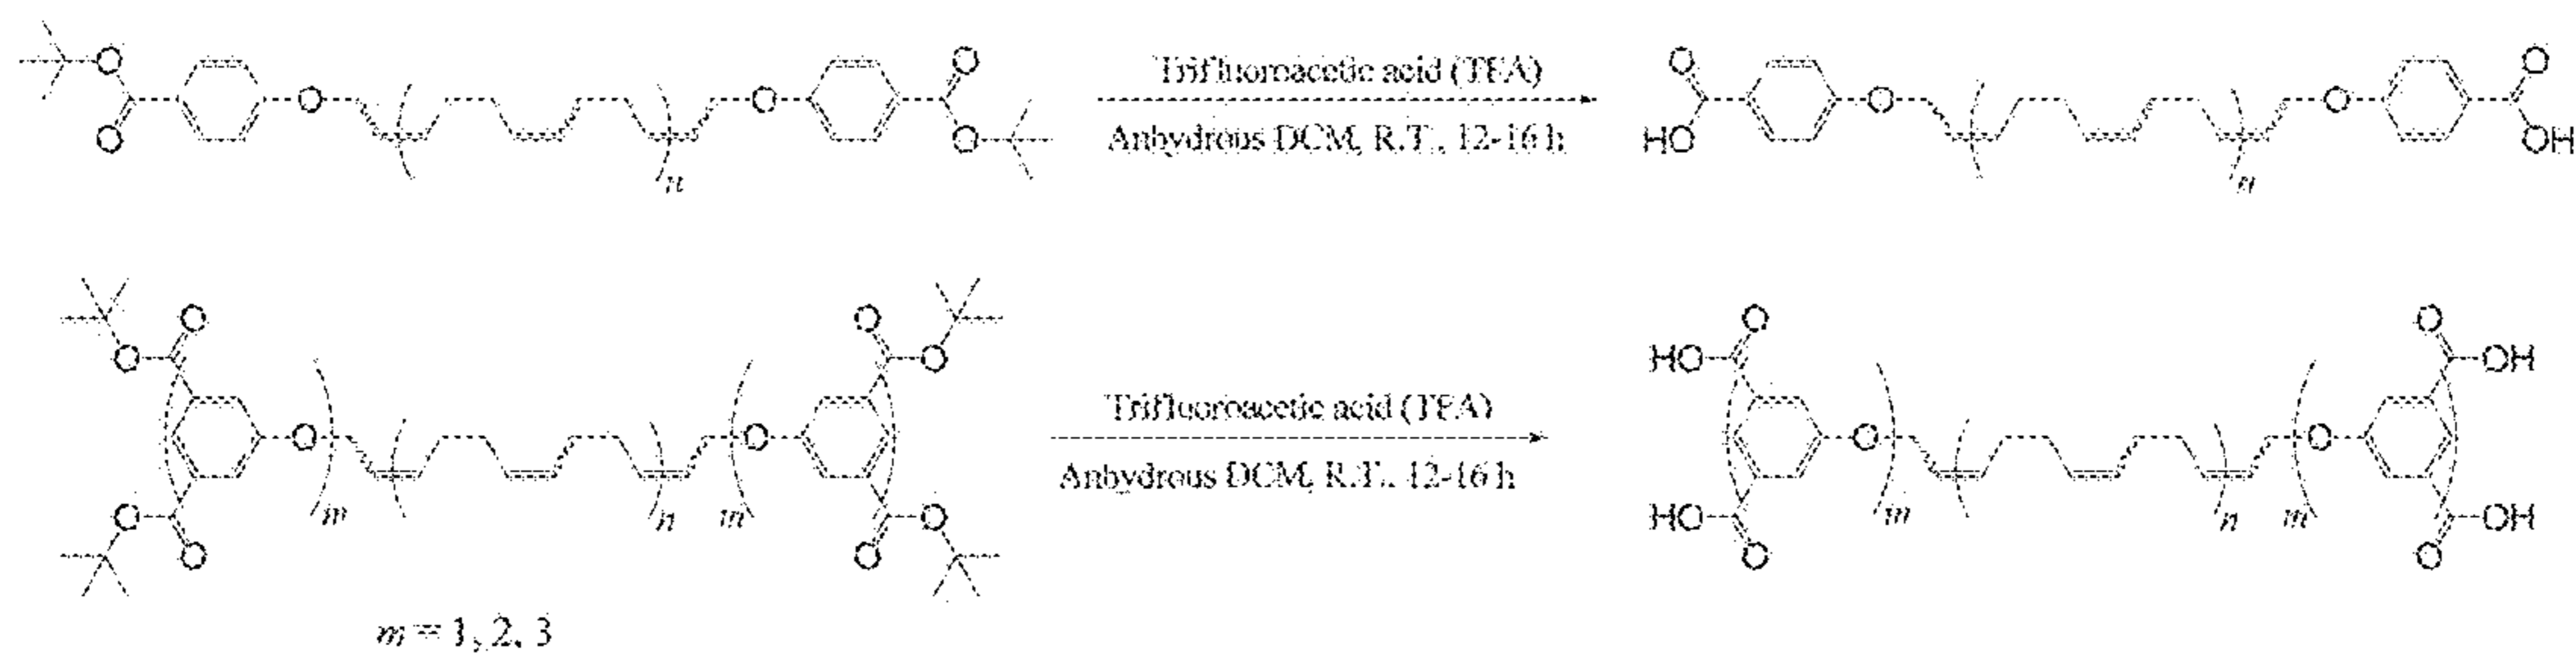 Trifluoroacetic acid (TFA)
Anhydrous DCM, R.T., 12-16 h
O
O
O
O
O
O
n
O
HO
O
O
O
OH
n
Trifluoroacetic acid (TFA)
Anhydrous DCM, R.T., 12-16 h
O
O
O
O
O
O
O
O
O
O
m
n
m
O
HO
O
OH
O
O
HO
O
OH
O
m
n
m
m = 1, 2, 3